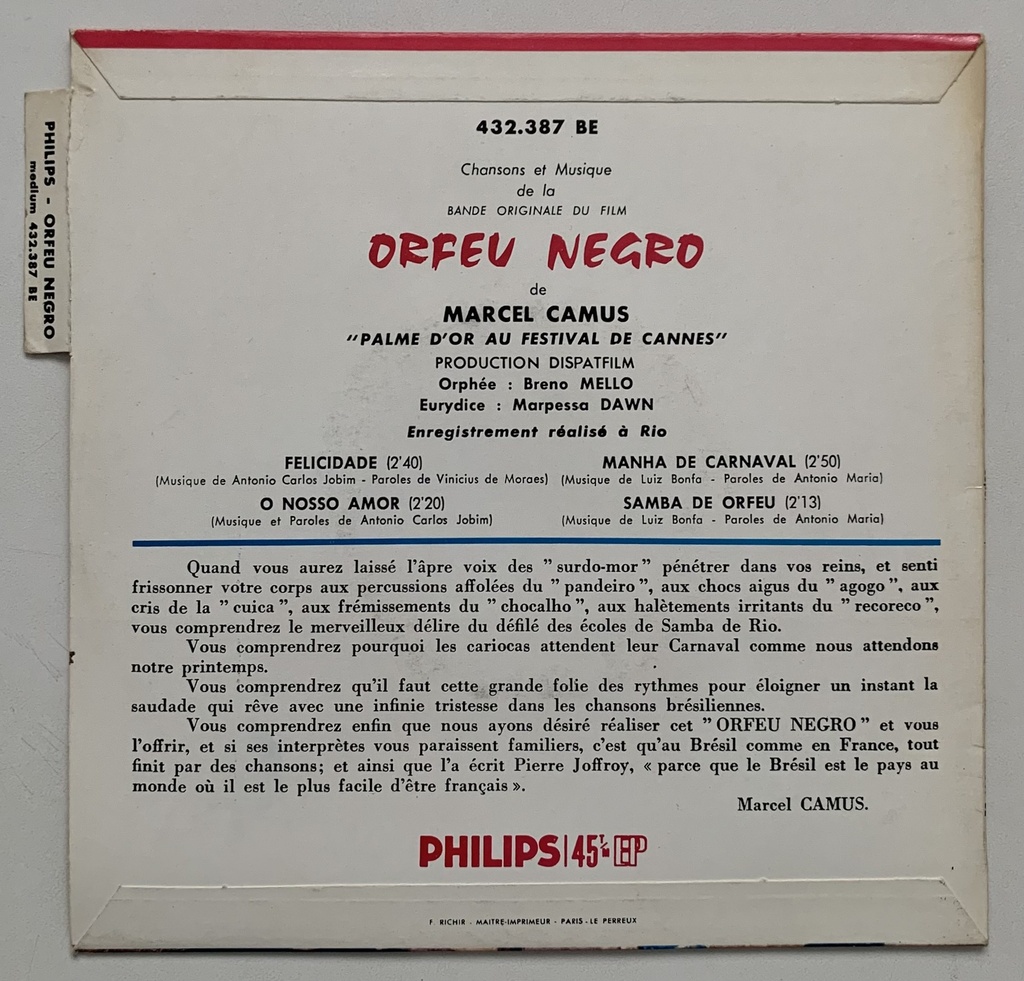 PHILIPS - ORFEU NEGRO
medium 432.387 BE
432.387 BE
Chansons et Musique
de la
BANDE ORIGINALE DU FILM
ORFEU NEGRO
de
MARCEL CAMUS
"PALME D'OR AU FESTIVAL DE CANNES"
PRODUCTION DISPATFILM
Orphée : Breno MELLO
Eurydice : Marpessa DAWN
Enregistrement réalisé à Rio
FELICIDADE (2'40)
(Musique de Antonio Carlos Jobim - Paroles de Vinicius de Moraes)
O NOSSO AMOR (2'20)
(Musique et Paroles de Antonio Carlos Jobim)
MANHA DE CARNAVAL (2'50)
(Musique de Luiz Bonfa - Paroles de Antonio Maria)
SAMBA DE ORFEU (2'13)
(Musique de Luiz Bonfa - Paroles de Antonio Maria)
Quand vous aurez laissé l'âpre voix des "surdo-mor" pénétrer dans vos reins, et senti
frissonner votre corps aux percussions affolées du "pandeiro", aux chocs aigus du "agogo", aux
cris de la "cuica", aux frémissements du "chocalho", aux halètements irritants du "recoreco",
vous comprendrez le merveilleux délire du défilé des écoles de Samba de Rio.
Vous comprendrez pourquoi les cariocas attendent leur Carnaval comme nous attendons
notre printemps.
Vous comprendrez qu'il faut cette grande folie des rythmes pour éloigner un instant la
saudade qui rêve avec une infinie tristesse dans les chansons brésiliennes.
Vous comprendrez enfin que nous ayons désiré réaliser cet "ORFEU NEGRO" et vous
l'offrir, et si ses interprètes vous paraissent familiers, c'est qu'au Brésil comme en France, tout
finit par des chansons; et ainsi que l'a écrit Pierre Joffroy, « parce que le Brésil est le pays au
monde où il est le plus facile d'être français ».
Marcel CAMUS.
PHILIPS | 45 T. M EP
F. RICHIR - MAITRE-IMPRIMEUR - PARIS - LE PERREUX